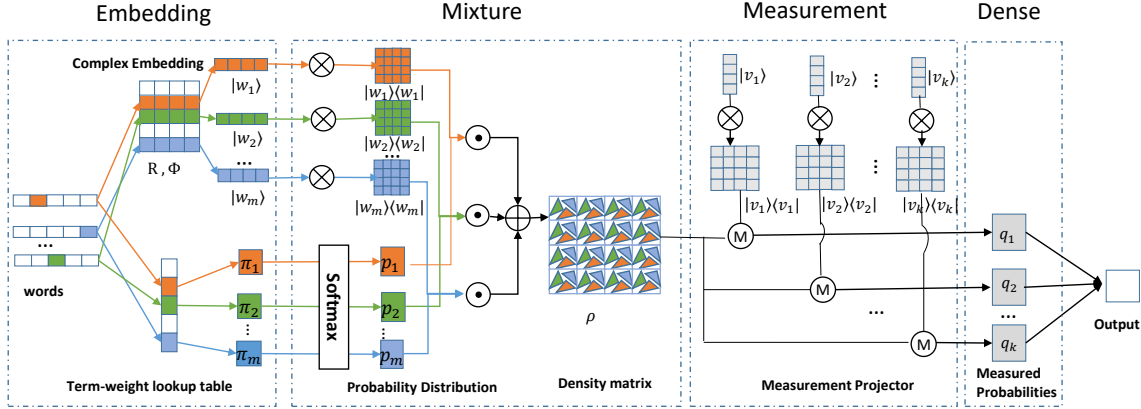 Embedding
Mixture
Measurement
Dense
Complex Embedding
|w₁⟩
|w₂⟩
...
|wₘ⟩
R , Φ
words
...
π₁
π₂
⋮
πₘ
Term-weight lookup table
|w₁⟩⟨w₁|
|w₂⟩⟨w₂|
...
|wₘ⟩⟨wₘ|
Softmax
p₁
p₂
⋮
pₘ
Probability Distribution
ρ
Density matrix
|v₁⟩
|v₂⟩
⋮
|vₖ⟩
⋮
|v₁⟩⟨v₁|
|v₂⟩⟨v₂|
|vₖ⟩⟨vₖ|
M
M
...
M
Measurement Projector
q₁
q₂
...
qₖ
Measured
Probabilities
Output